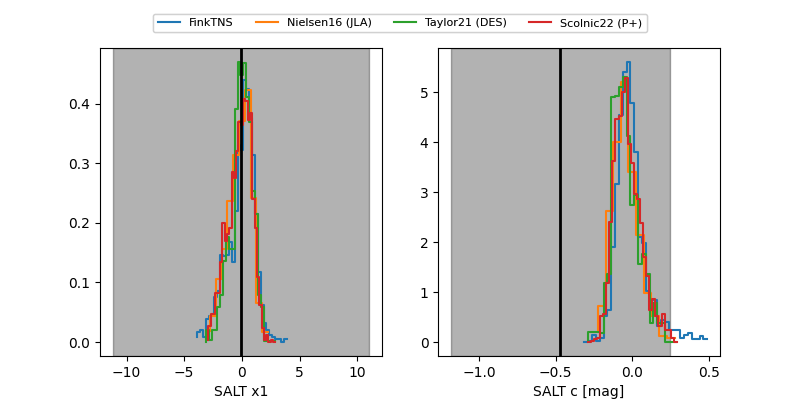 FinkTNS Nielsen16 (JLA) Taylor21 (DES) Scolnic22 (P+)
0.4
0.3
0.2
0.1
0.0
−10 −5 0 5 10
SALT x1
5
4
3
2
1
0
−1.0 −0.5 0.0 0.5
SALT c [mag]